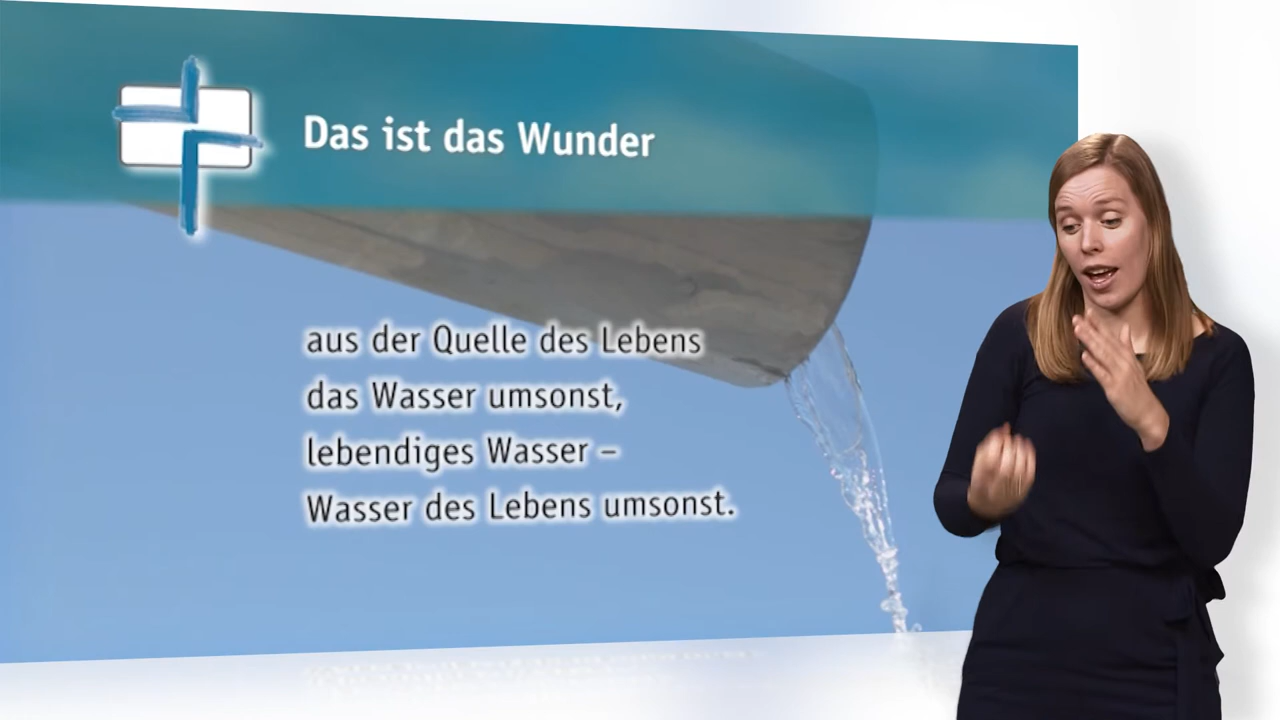 Das ist das Wunder
aus der Quelle des Lebens
das Wasser umsonst,
lebendiges Wasser –
Wasser des Lebens umsonst.